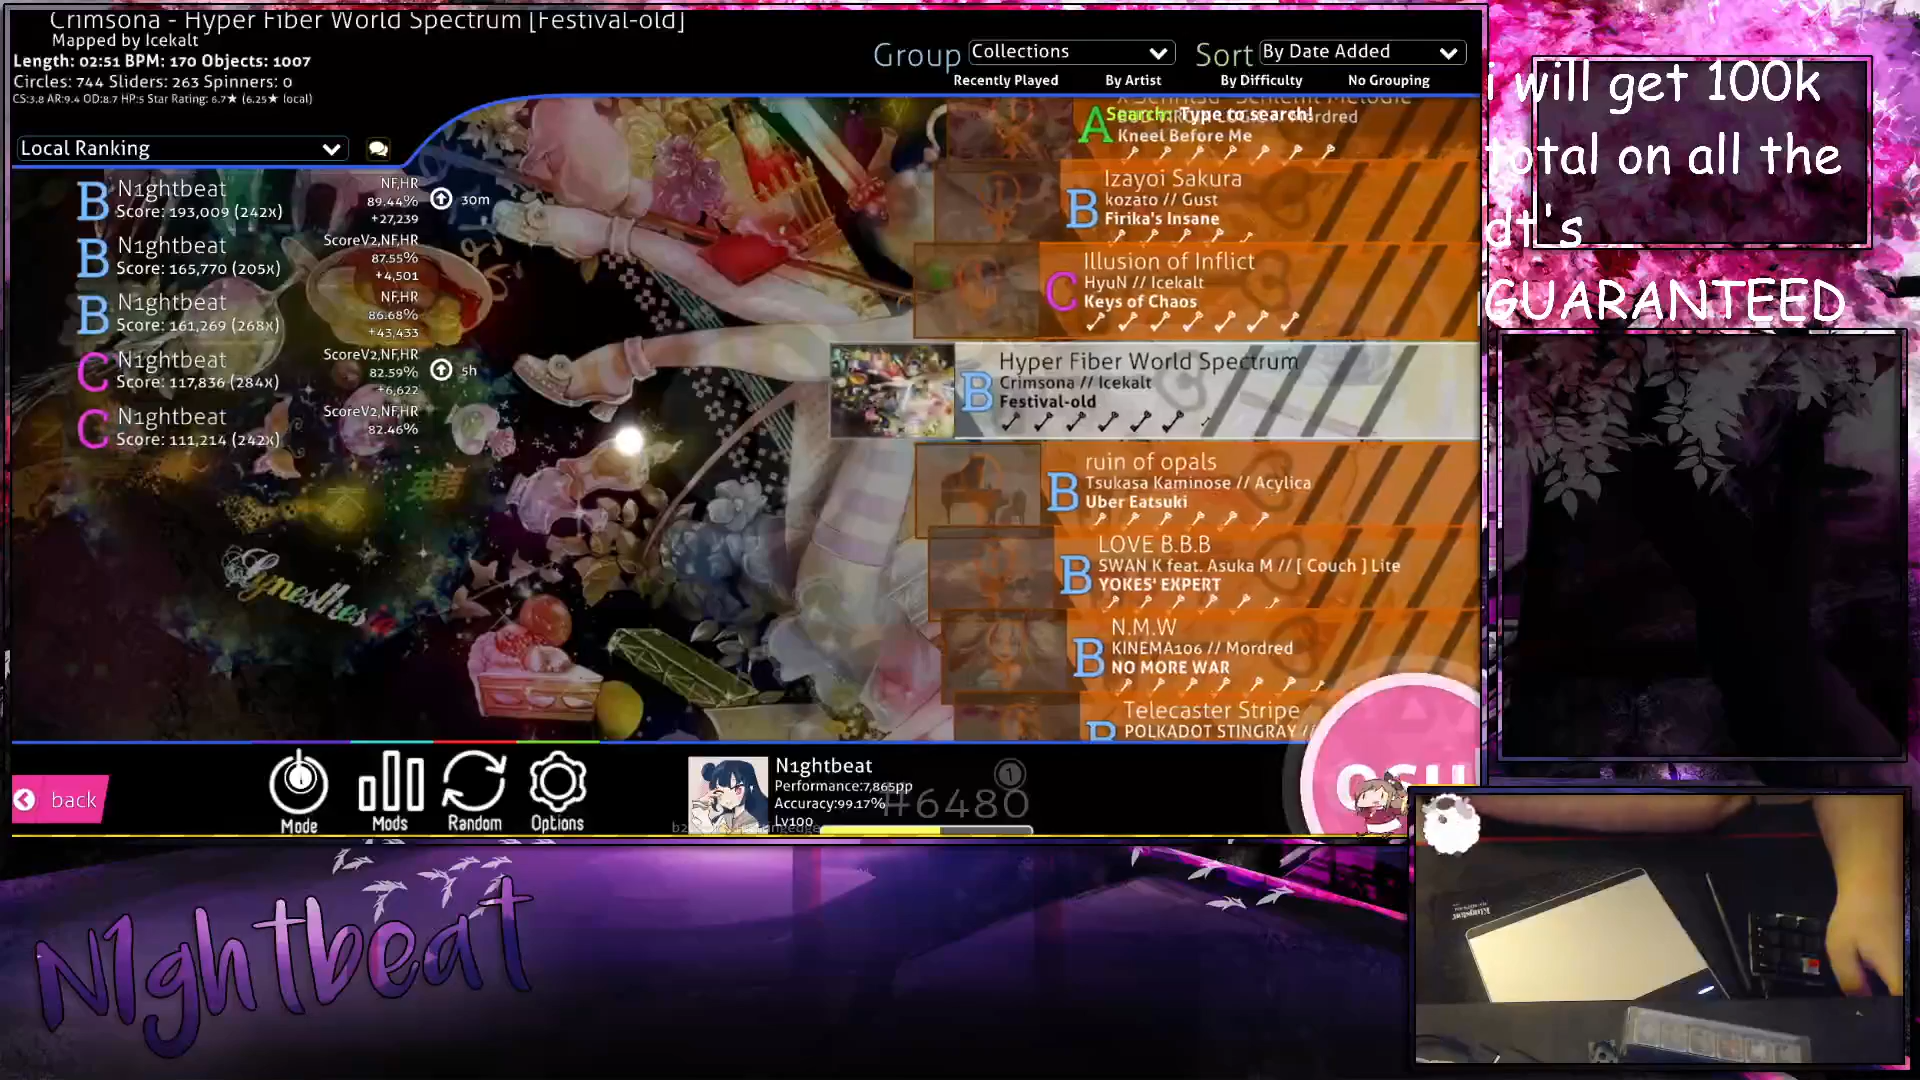 Crimsona - Hyper Fiber World Spectrum [Festival-old]
Mapped by Icekalt
Length: 02:51 BPM: 170 Objects: 1007
Circles: 744 Sliders: 263 Spinners: 0
CS:3.8 AR:9.4 OD:8.7 HP:5 Star Rating: 6.7★ (6.25★ local)
Group Collections Sort By Date Added
Recently Played By Artist By Difficulty No Grouping
Local Ranking
B N1ghtbeat
Score: 193,009 (242x)
NF,HR
89.44%
+27,239
30m
B N1ghtbeat
Score: 165,770 (205x)
ScoreV2,NF,HR
87.55%
+4,501
B N1ghtbeat
Score: 161,269 (268x)
NF,HR
86.68%
+43,433
C N1ghtbeat
Score: 117,836 (284x)
ScoreV2,NF,HR
82.59%
+6,622
5h
C N1ghtbeat
Score: 111,214 (242x)
ScoreV2,NF,HR
82.46%
Search: Type to search!
A Kneel Before Me
B Izayoi Sakura
kozato // Gust
Firika's Insane
C Illusion of Inflict
HyuN // Icekalt
Keys of Chaos
B Hyper Fiber World Spectrum
Crimsona // Icekalt
Festival-old
B ruin of opals
Tsukasa Kaminose // Acylica
Uber Eatsuki
B LOVE B.B.B
SWAN K feat. Asuka M // [ Couch ] Lite
YOKES' EXPERT
B N.M.W
KINEMA106 // Mordred
NO MORE WAR
B Telecaster Stripe
POLKADOT STINGRAY //
back
Mode
Mods
Random
Options
N1ghtbeat
Performance:7,865pp
Accuracy:99.17%
Lv100
#6480
1
osu
i will get 100k
total on all the
dt's
GUARANTEED
N1ghtbeat
Kingston